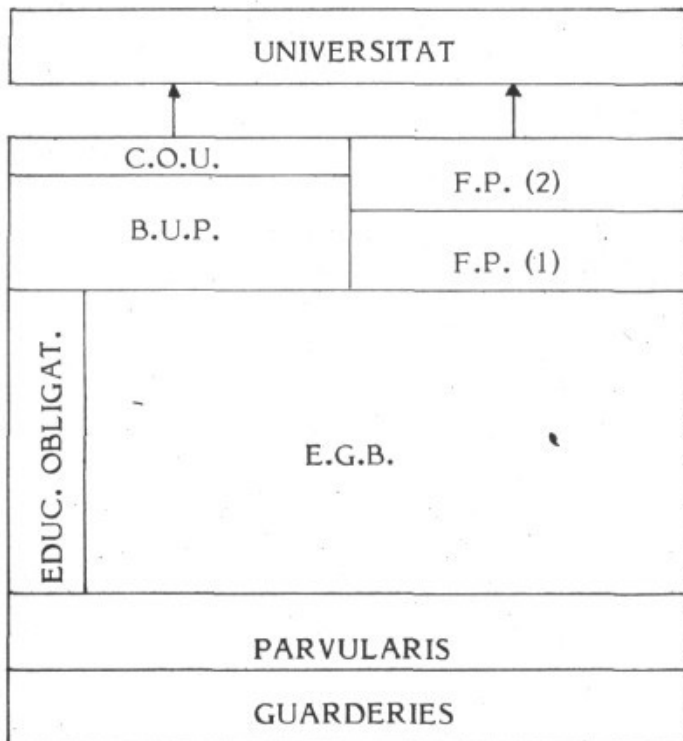 UNIVERSITAT
C.O.U.
F.P. (2)
B.U.P.
F.P. (1)
EDUC. OBLIGAT.
E.G.B.
PARVULARIS
GUARDERIES